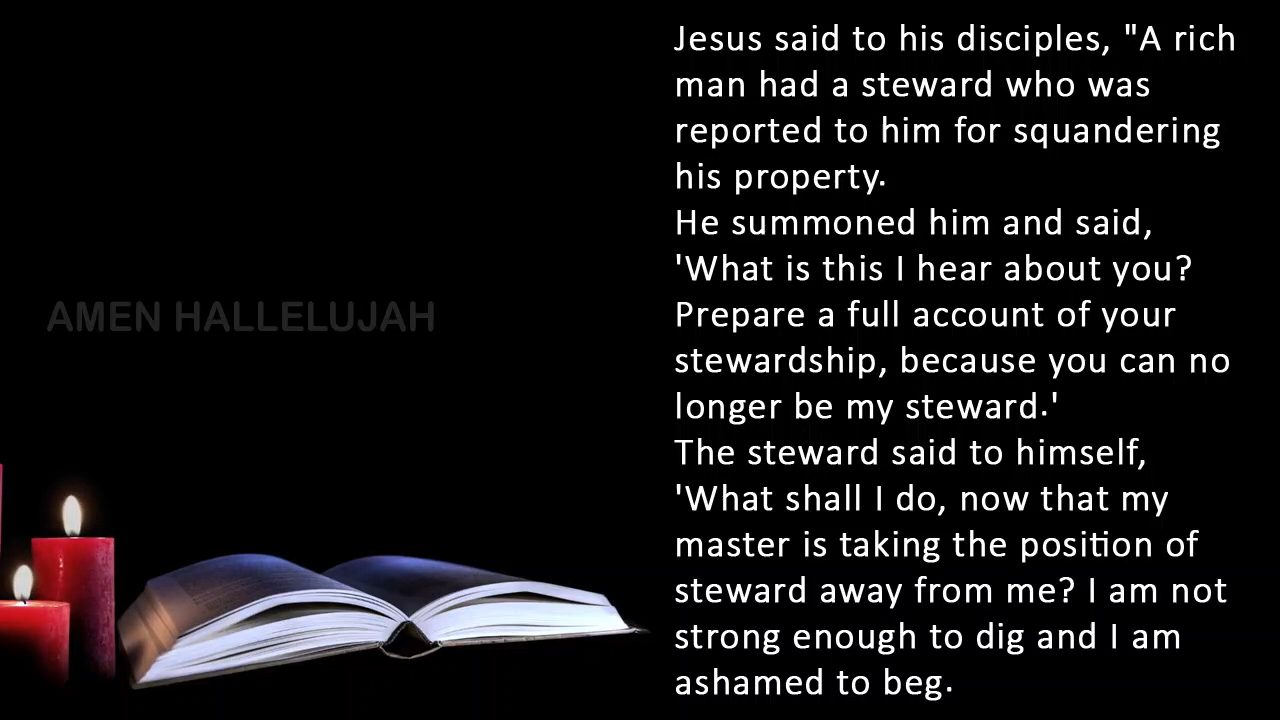 Jesus said to his disciples, "A rich
man had a steward who was
reported to him for squandering
his property.
He summoned him and said,
'What is this I hear about you?
Prepare a full account of your
stewardship, because you can no
longer be my steward.'
The steward said to himself,
'What shall I do, now that my
master is taking the position of
steward away from me? I am not
strong enough to dig and I am
ashamed to beg.
AMEN HALLELUJAH